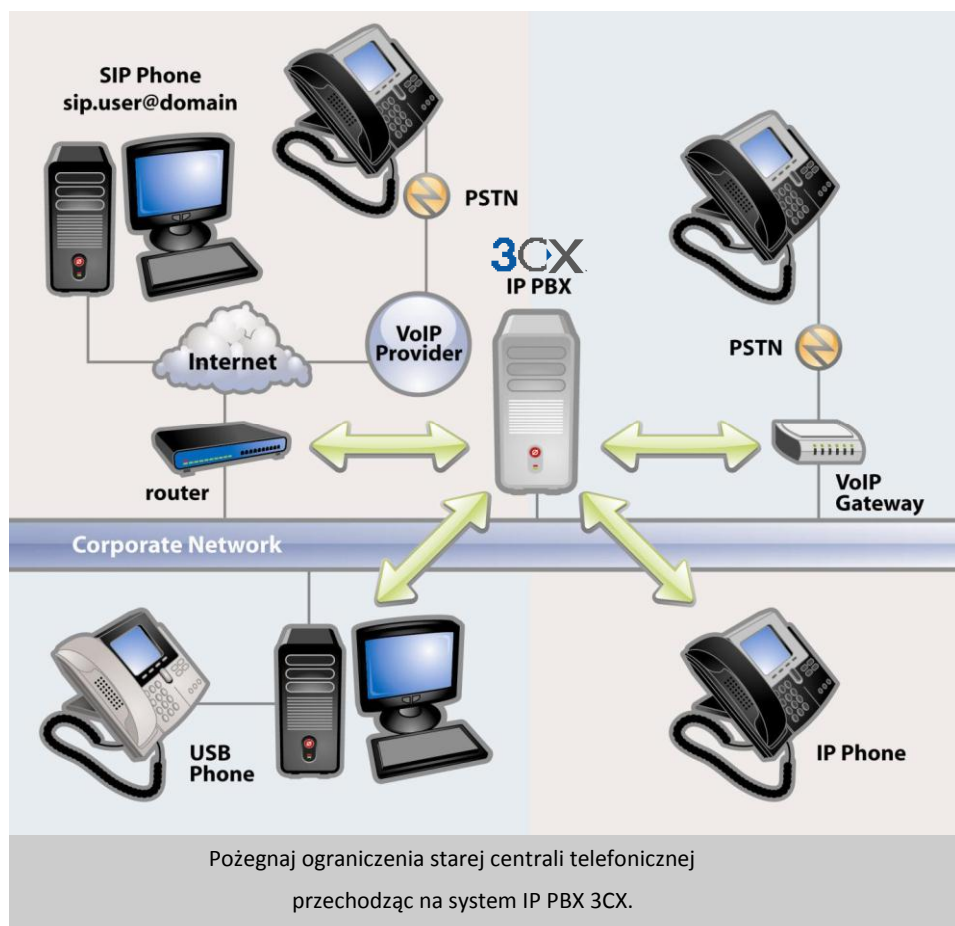 SIP Phone
sip.user@domain
PSTN
3CX
IP PBX
VoIP
Provider
Internet
PSTN
router
VoIP
Gateway
Corporate Network
USB
Phone
IP Phone
Pożegnaj ograniczenia starej centrali telefonicznej
przechodząc na system IP PBX 3CX.